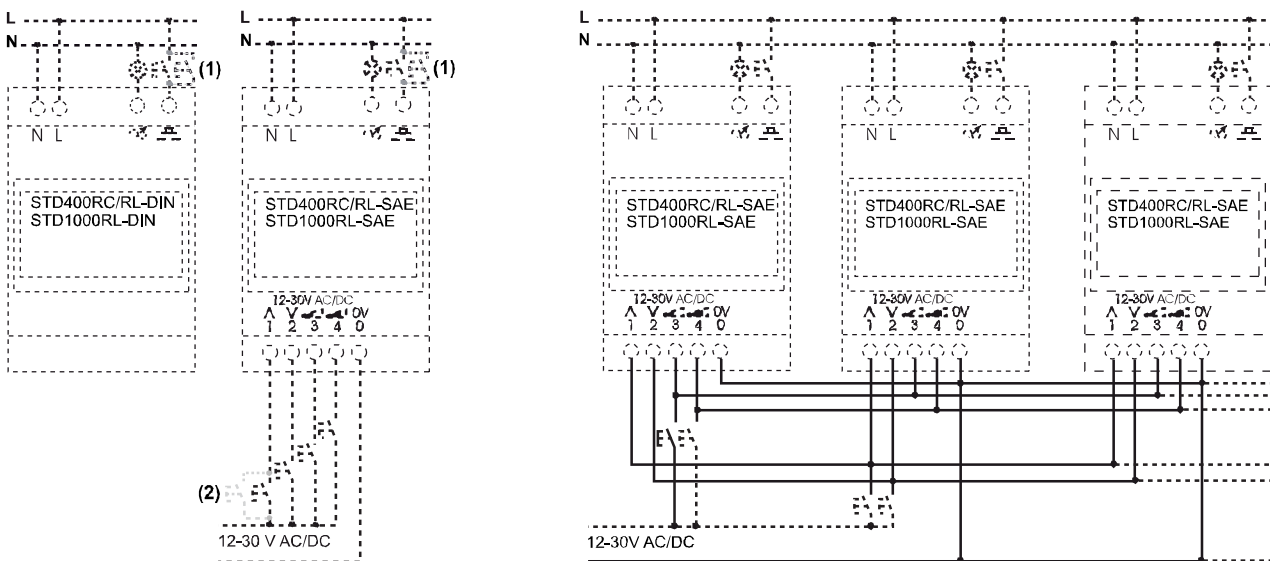 L
N
(1)
N L
STD400RC/RL-DIN
STD1000RL-DIN
L
N
(1)
N L
STD400RC/RL-SAE
STD1000RL-SAE
12-30V AC/DC
0V
1 2 3 4 0
(2)
12-30 V AC/DC
L
N
N L
STD400RC/RL-SAE
STD1000RL-SAE
12-30V AC/DC
0V
1 2 3 4 0
N L
STD400RC/RL-SAE
STD1000RL-SAE
12-30V AC/DC
0V
1 2 3 4 0
N L
STD400RC/RL-SAE
STD1000RL-SAE
12-30V AC/DC
0V
1 2 3 4 0
12-30V AC/DC